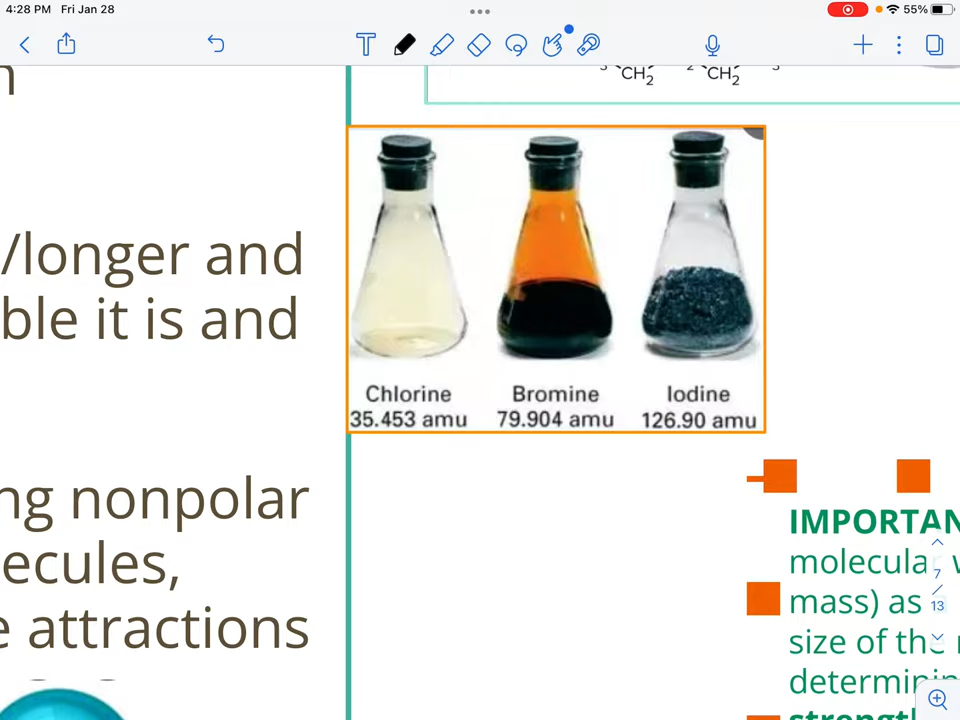 4:28 PM Fri Jan 28
55%
CH2 CH2
/longer and
ble it is and
Chlorine Bromine Iodine
35.453 amu 79.904 amu 126.90 amu
ng nonpolar
ecules,
e attractions
IMPORTAN
molecula
mass) as
size of the
determinin
7
13